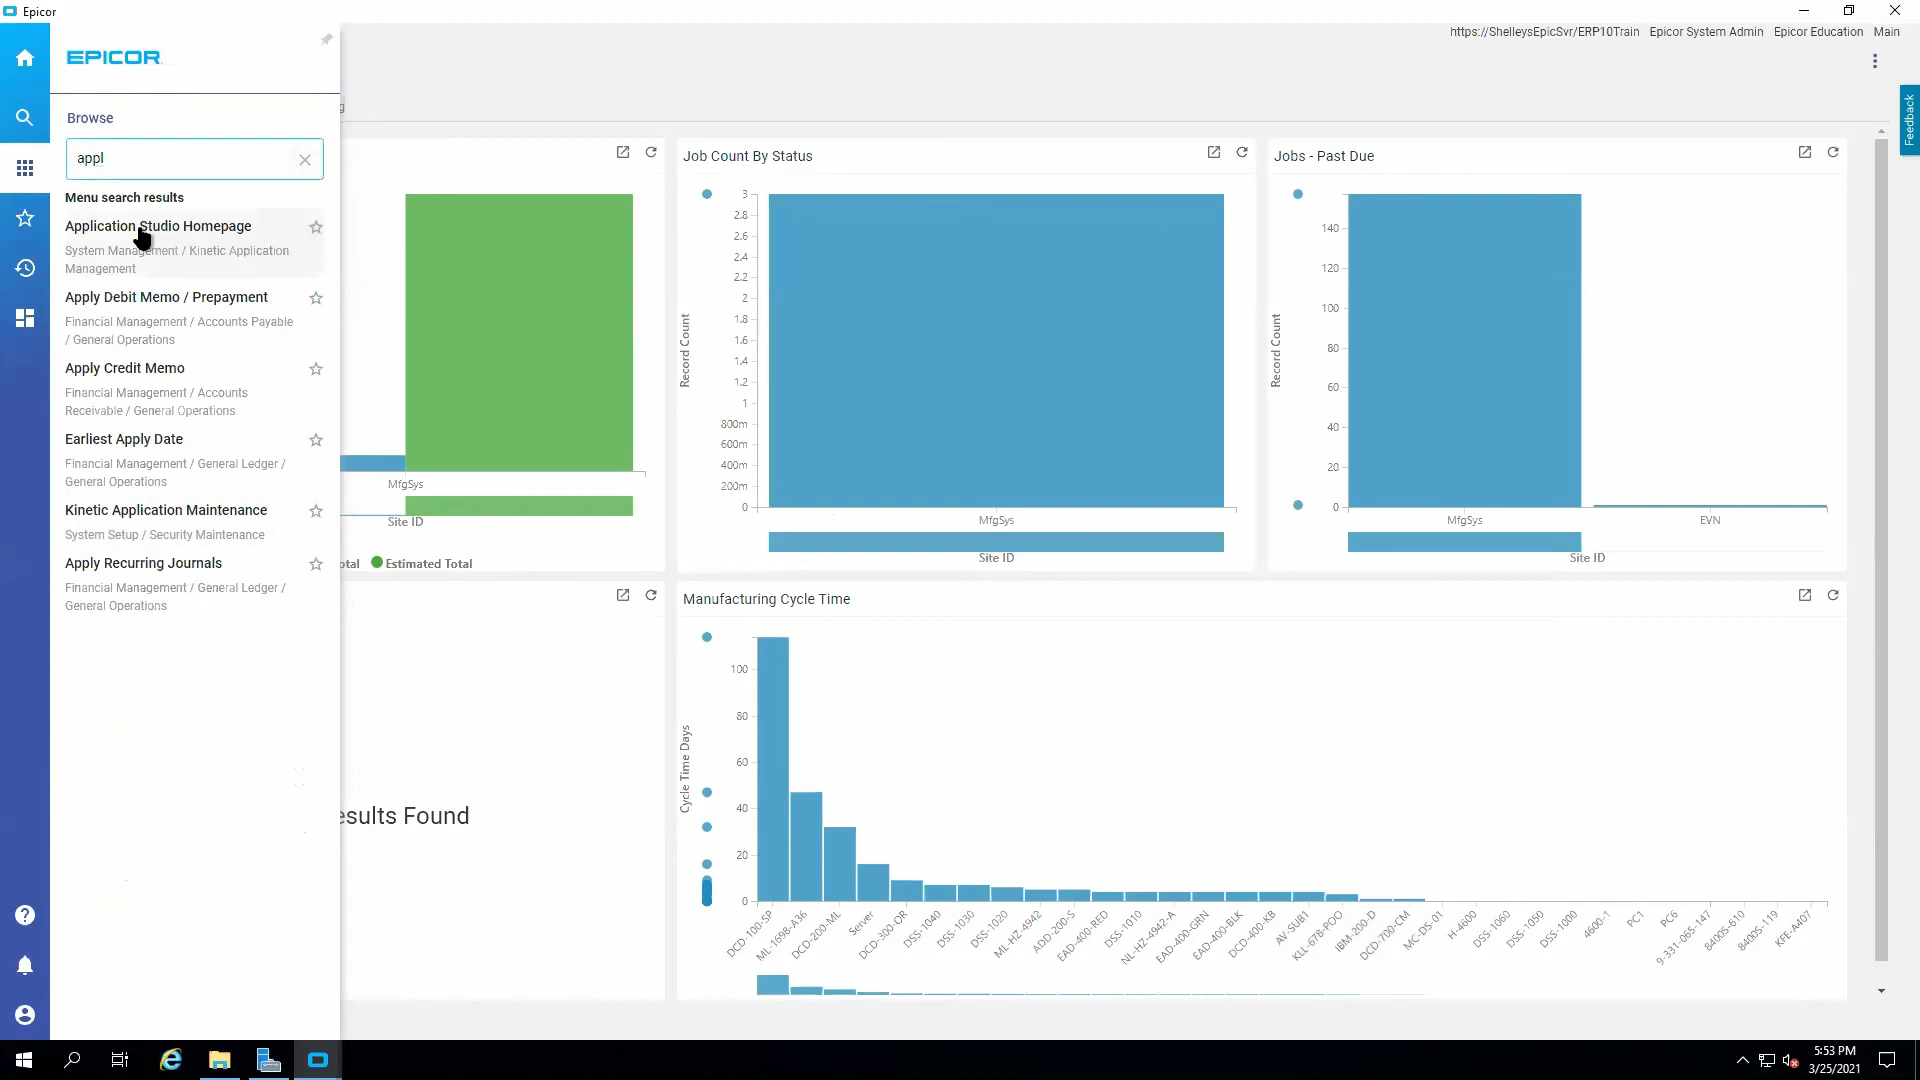 Epicor
https://ShelleysEpicSvr/ERP10Train Epicor System Admin Epicor Education Main
EPICOR
Feedback
Browse
appl
Menu search results
Application Studio Homepage
System Management / Kinetic Application
Management
Apply Debit Memo / Prepayment
Financial Management / Accounts Payable
/ General Operations
Apply Credit Memo
Financial Management / Accounts
Receivable / General Operations
Earliest Apply Date
Financial Management / General Ledger /
General Operations
Kinetic Application Maintenance
System Setup / Security Maintenance
Apply Recurring Journals
Financial Management / General Ledger /
General Operations
MfgSys
Site ID
otal Estimated Total
Job Count By Status
Record Count
3
2.8
2.6
2.4
2.2
2
1.8
1.6
1.4
1.2
1
800m
600m
400m
200m
0
MfgSys
Site ID
Jobs - Past Due
Record Count
140
120
100
80
60
40
20
0
MfgSys EVN
Site ID
esults Found
Manufacturing Cycle Time
Cycle Time Days
100
80
60
40
20
0
DCD-100-SP
ML-1698-A36
DCD-200-ML
Server
DCD-300-OR
DSS-1040
DSS-1030
DSS-1020
ML-HZ-4942
ADD-200-S
EAD-400-RED
DSS-1010
NL-HZ-4942-A
EAD-400-GRN
EAD-400-BLK
DCD-400-KB
AV-SUB1
KLL-678-POO
IBM-200-D
DCD-700-CM
MC-DS-01
H-4600
DSS-1060
DSS-1050
DSS-1000
4600-1
PC1
PC6
9-331-065-147
8400S-610
8400S-119
KFE-A407
5:53 PM
3/25/2021